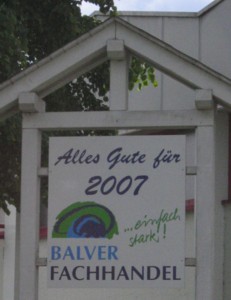 Alles Gute für
2007
...einfach
stark,!
BALVER
FACHHANDEL